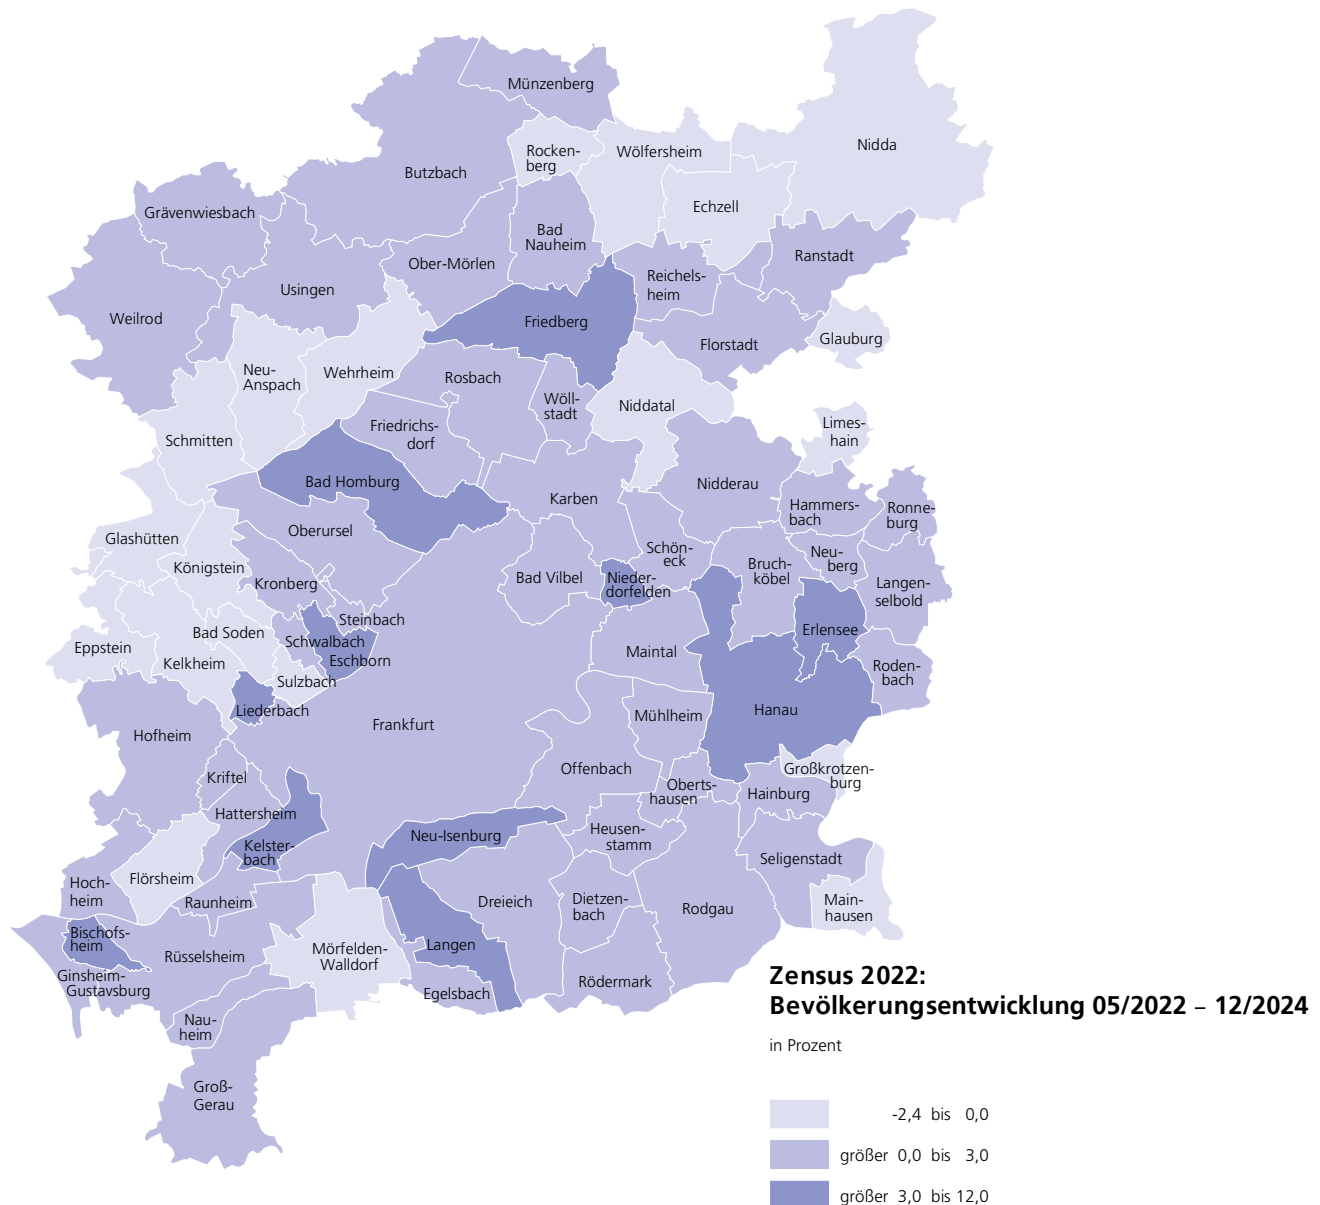 Münzenberg
Nidda
Rocken-
berg
Wölfersheim
Butzbach
Echzell
Grävenwiesbach
Bad
Nauheim
Ober-Mörlen
Ranstadt
Reichels-
heim
Usingen
Weilrod
Friedberg
Florstadt
Glauburg
Neu-
Anspach
Wehrheim
Rosbach
Wöll-
stadt
Niddatal
Friedrichs-
dorf
Limes-
hain
Schmitten
Bad Homburg
Karben
Nidderau
Hammers-
bach
Ronne-
burg
Oberursel
Glashütten
Schön-
eck
Neu-
berg
Königstein
Kronberg
Bad Vilbel
Nieder-
dorfelden
Bruch-
köbel
Langen-
selbold
Steinbach
Bad Soden
Schwalbach
Erlensee
Eppstein
Kelkheim
Eschborn
Maintal
Roden-
bach
Sulzbach
Liederbach
Hanau
Mühlheim
Frankfurt
Hofheim
Offenbach
Großkrotzen-
burg
Kriftel
Oberts-
hausen
Hainburg
Hattersheim
Neu-Isenburg
Heusen-
stamm
Kelster-
bach
Seligenstadt
Flörsheim
Hoch-
heim
Raunheim
Dreieich
Dietzen-
bach
Rodgau
Main-
hausen
Bischofs-
heim
Rüsselsheim
Mörfelden-
Walldorf
Langen
Ginsheim-
Gustavsburg
Egelsbach
Rödermark
Nau-
heim
Groß-
Gerau
Zensus 2022:
Bevölkerungsentwicklung 05/2022 – 12/2024
in Prozent
-2,4 bis 0,0
größer 0,0 bis 3,0
größer 3,0 bis 12,0